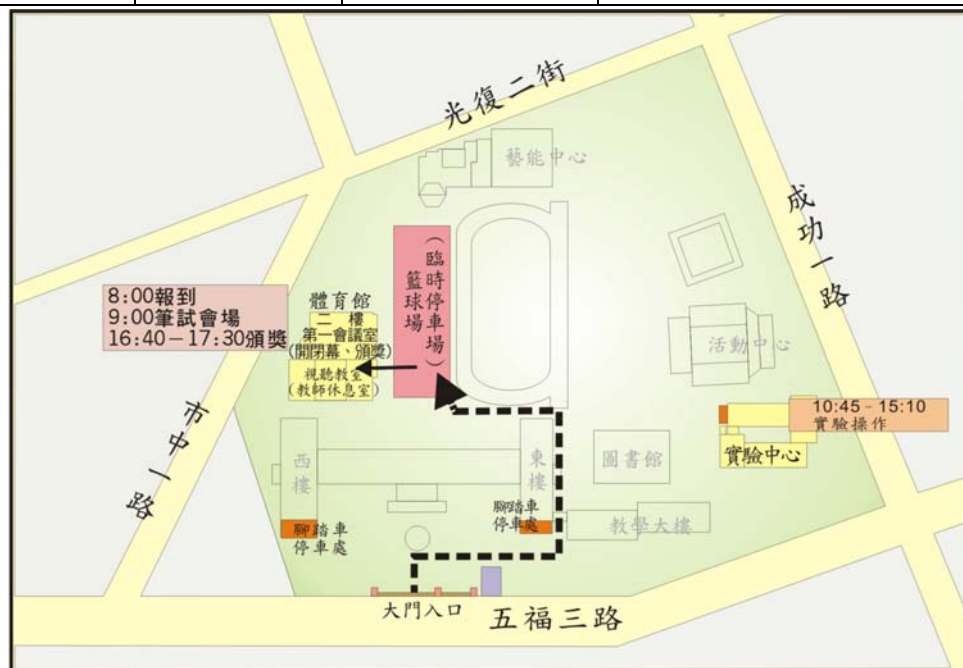 光復二街
藝能中心
成功一路
(臨時停車場)
籃球場
8:00報到
9:00筆試會場
16:40－17:30頒獎
體育館
二樓
第一會議室
(開閉幕、頒獎)
視聽教室
(教師休息室)
活動中心
10:45﹣15:10
實驗操作
實驗中心
市中一路
西樓
東樓
圖書館
教學大樓
腳踏車
停車處
腳踏車
停車處
大門入口
五福三路